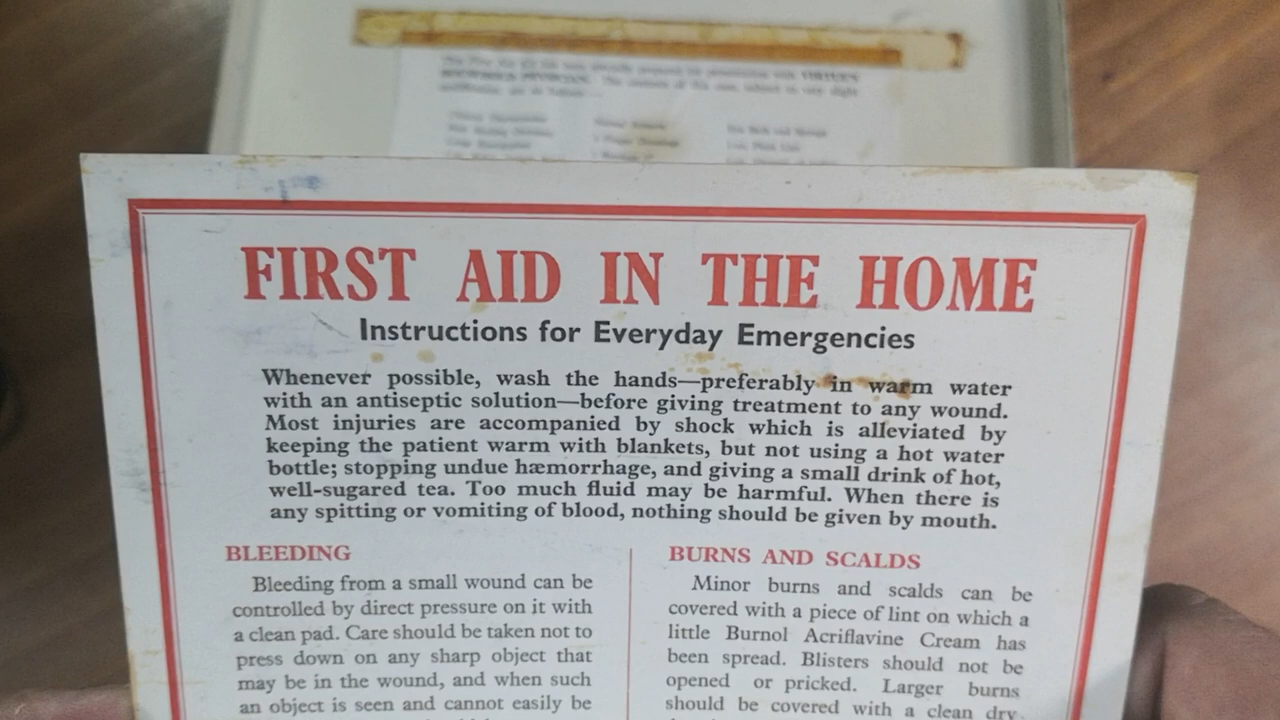 VIRTUE'S
FIRST AID IN THE HOME
Instructions for Everyday Emergencies
Whenever possible, wash the hands—preferably in warm water
with an antiseptic solution—before giving treatment to any wound.
Most injuries are accompanied by shock which is alleviated by
keeping the patient warm with blankets, but not using a hot water
bottle; stopping undue hæmorrhage, and giving a small drink of hot,
well-sugared tea. Too much fluid may be harmful. When there is
any spitting or vomiting of blood, nothing should be given by mouth.
BLEEDING
Bleeding from a small wound can be
controlled by direct pressure on it with
a clean pad. Care should be taken not to
press down on any sharp object that
may be in the wound, and when such
an object is seen and cannot easily be
BURNS AND SCALDS
Minor burns and scalds can be
covered with a piece of lint on which a
little Burnol Acriflavine Cream has
been spread. Blisters should not be
opened or pricked. Larger burns
should be covered with a clean dry